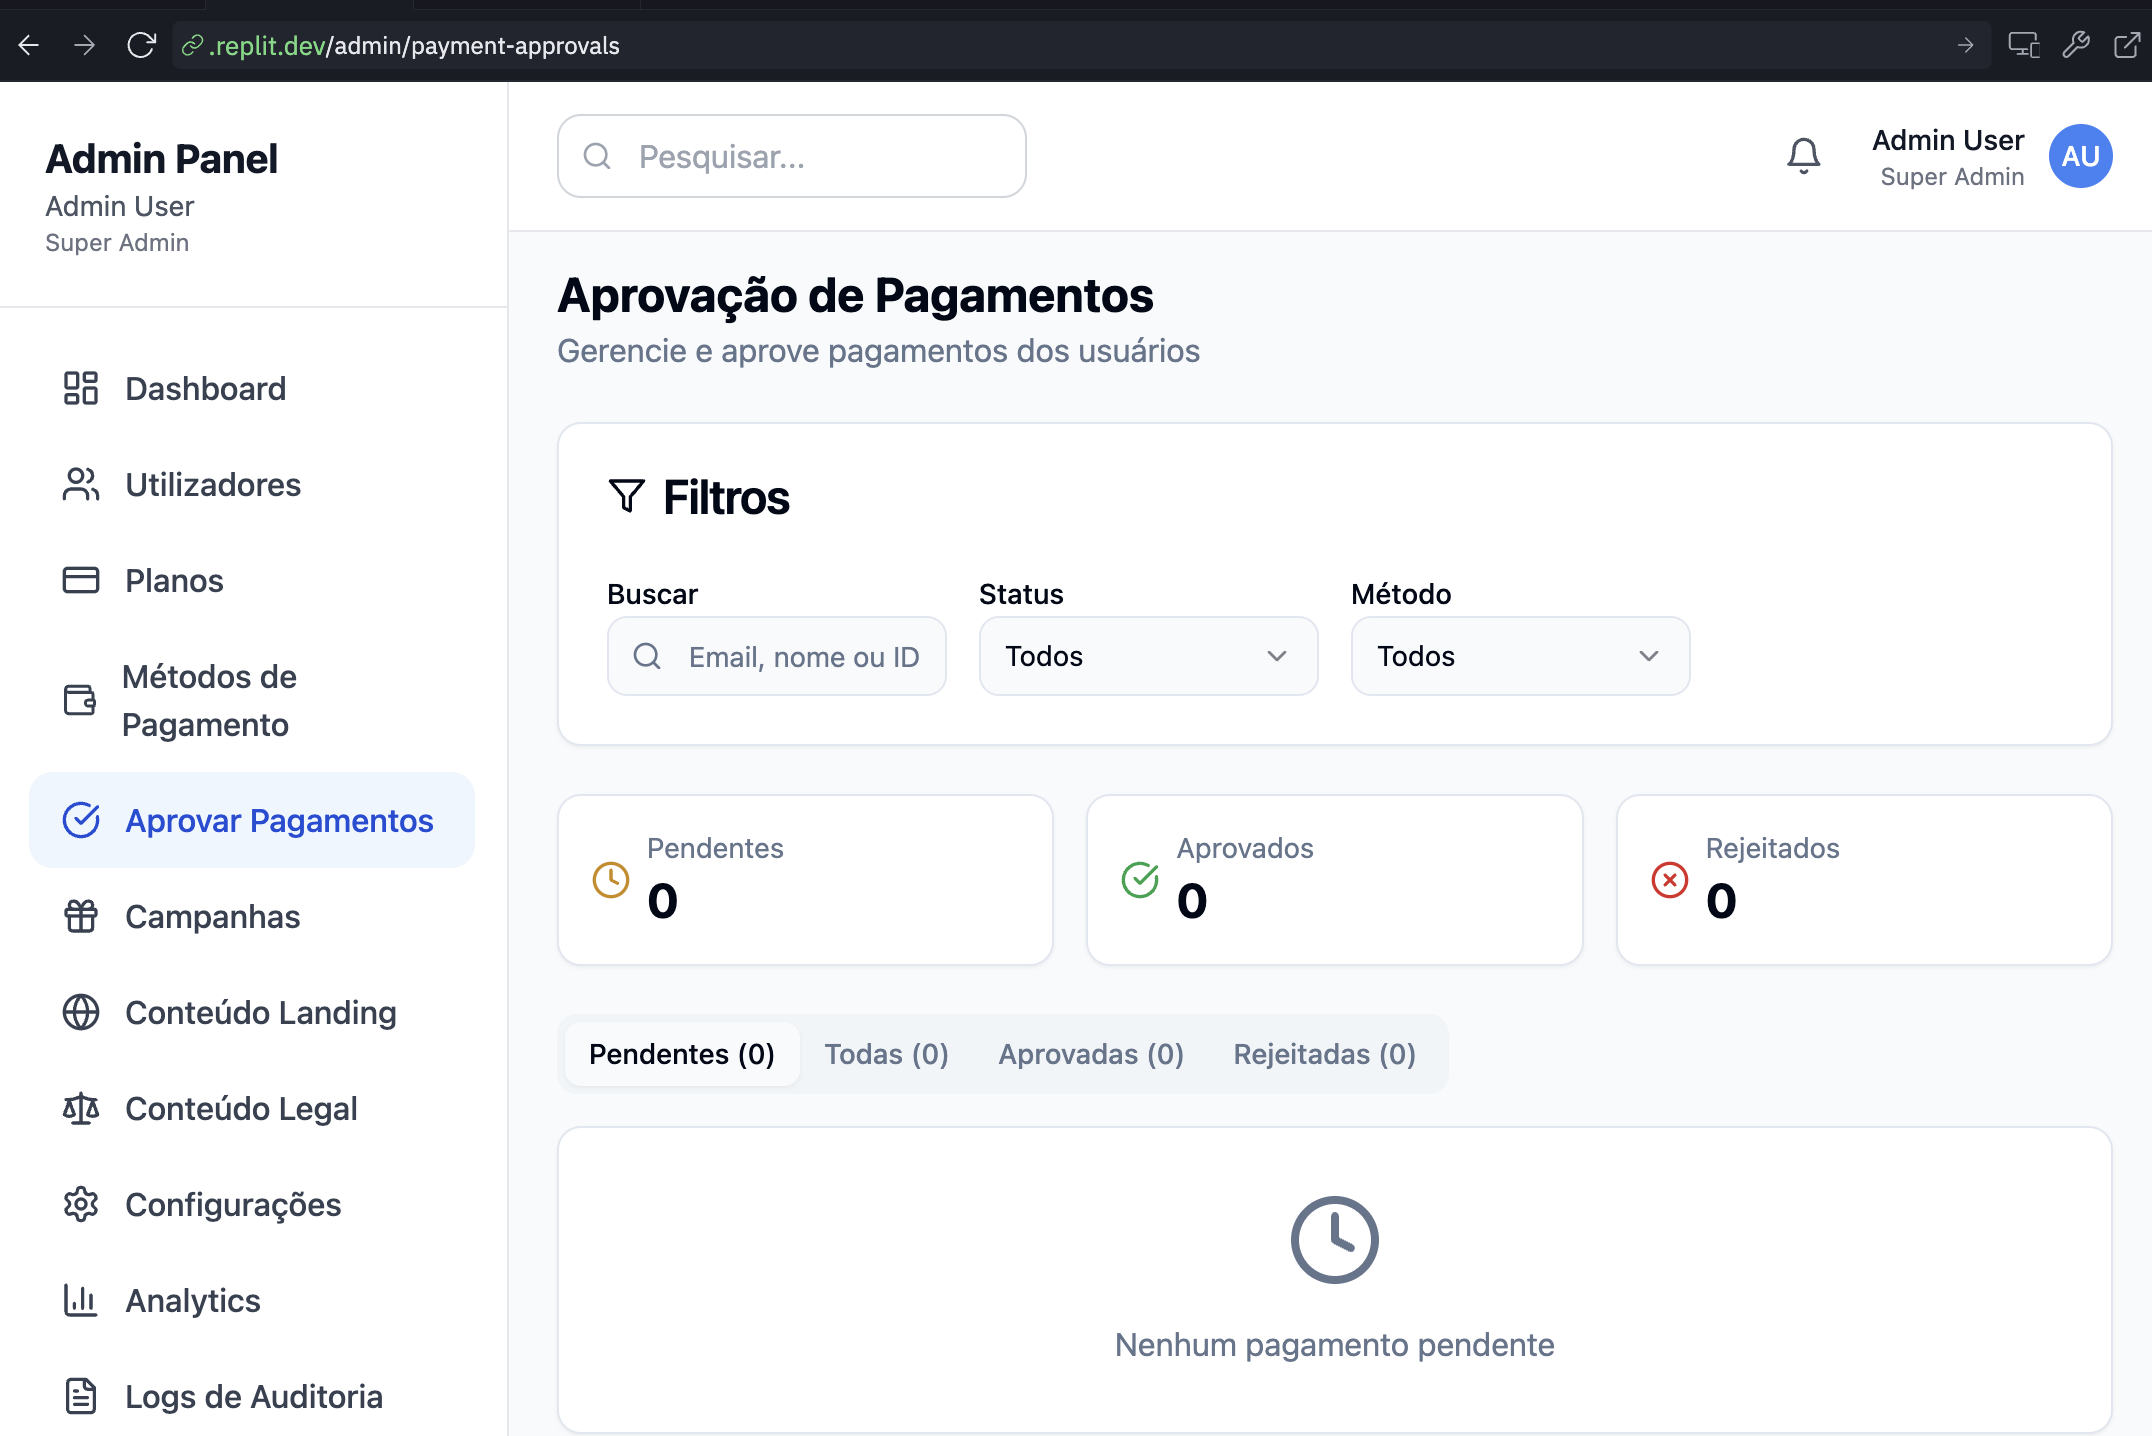 .replit.dev/admin/payment-approvals
Admin Panel
Admin User
Super Admin
Dashboard
Utilizadores
Planos
Métodos de
Pagamento
Aprovar Pagamentos
Campanhas
Conteúdo Landing
Conteúdo Legal
Configurações
Analytics
Logs de Auditoria
Pesquisar...
Admin User
Super Admin
AU
Aprovação de Pagamentos
Gerencie e aprove pagamentos dos usuários
Filtros
Buscar
Email, nome ou ID
Status
Todos
Método
Todos
Pendentes
0
Aprovados
0
Rejeitados
0
Pendentes (0)
Todas (0)
Aprovadas (0)
Rejeitadas (0)
Nenhum pagamento pendente